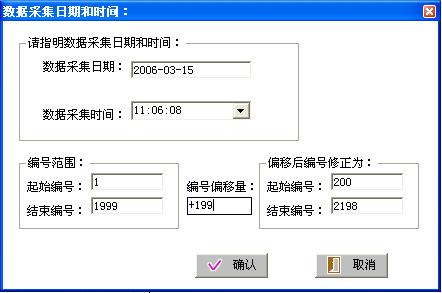 数据采集日期和时间：
请指明数据采集日期和时间：
数据采集日期： 2006-03-15
数据采集时间： 11:06:08
编号范围：
起始编号： 1
结束编号： 1999
编号偏移量：
+199
偏移后编号修正为：
起始编号： 200
结束编号： 2198
确认 取消